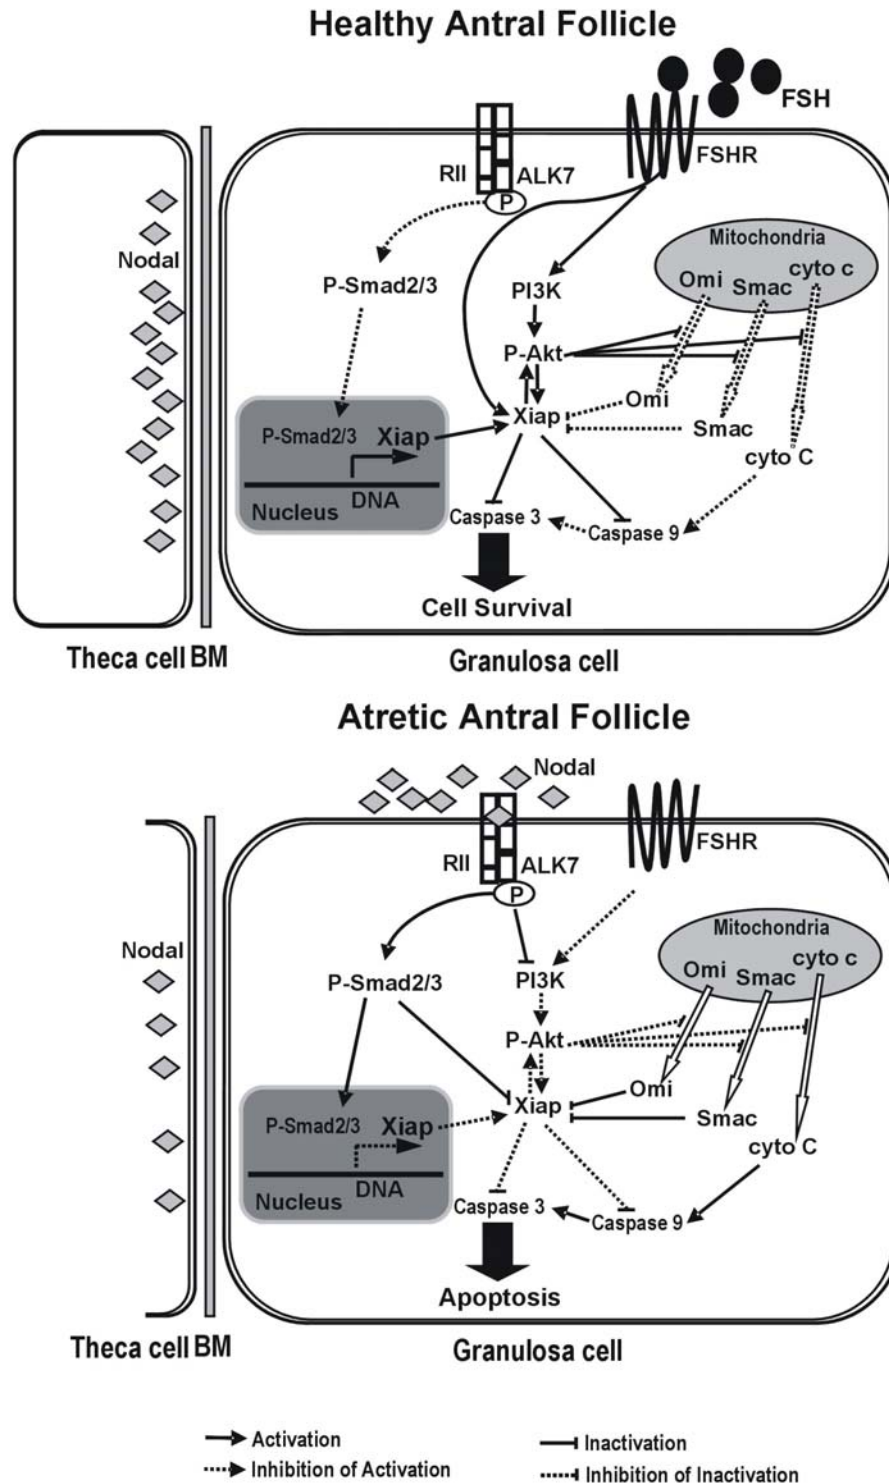 Healthy Antral Follicle
FSH
RII
ALK7
FSHR
P
Nodal
Mitochondria
Omi
Smac
cyto c
P-Smad2/3
PI3K
P-Akt
Omi
Xiap
Smac
P-Smad2/3
Xiap
cyto C
DNA
Nucleus
Caspase 3
Caspase 9
Cell Survival
Theca cell
BM
Granulosa cell
Atretic Antral Follicle
Nodal
RII
ALK7
FSHR
P
Nodal
Mitochondria
Omi
Smac
cyto c
P-Smad2/3
PI3K
P-Akt
Omi
Xiap
Smac
P-Smad2/3
Xiap
cyto C
DNA
Nucleus
Caspase 3
Caspase 9
Apoptosis
Theca cell
BM
Granulosa cell
Activation
Inactivation
Inhibition of Activation
Inhibition of Inactivation